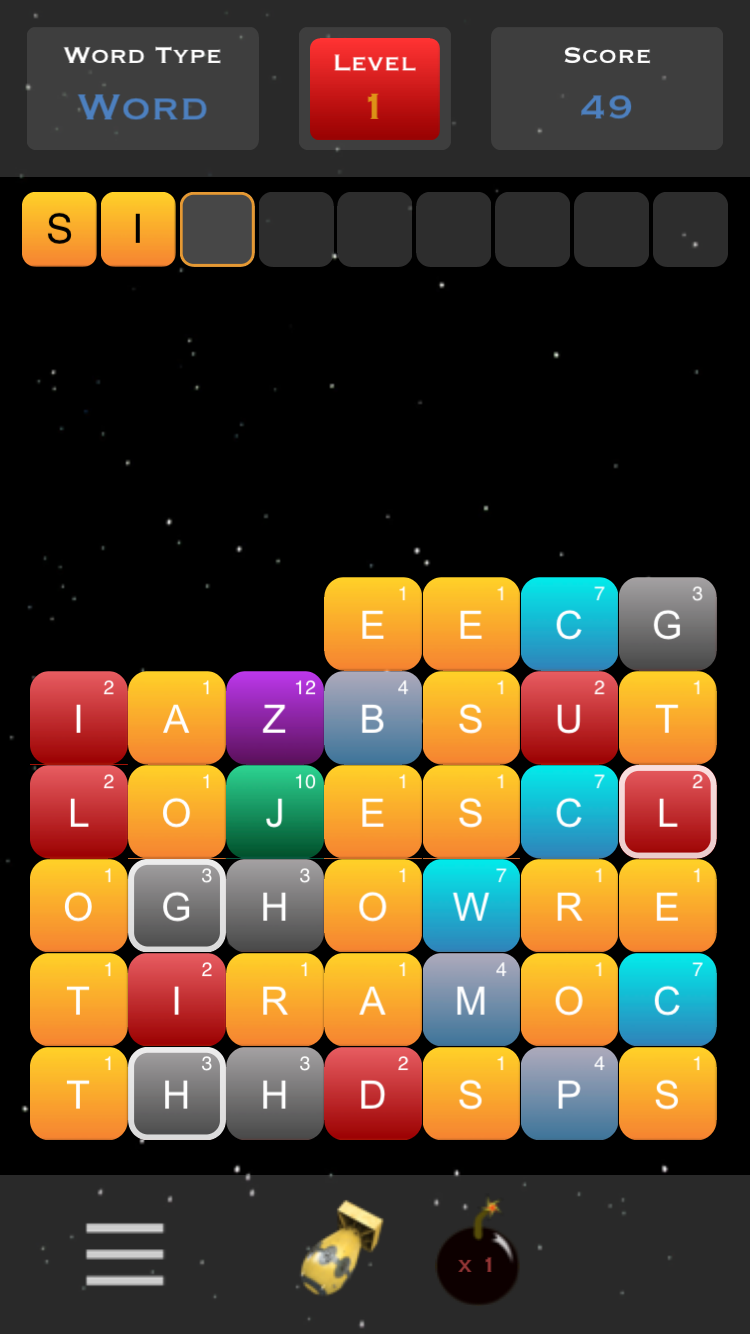 WORD TYPE LEVEL SCORE
WORD 1 49
S I
E 1 E 1 C 7 G 3
I 2 A 1 Z 12 B 4 S 1 U 2 T 1
L 2 O 1 J 10 E 1 S 1 C 7 L 2
O 1 G 3 H 3 O 1 W 7 R 1 E 1
T 1 I 2 R 1 A 1 M 4 O 1 C 7
T 1 H 3 H 3 D 2 S 1 P 4 S 1
x 1